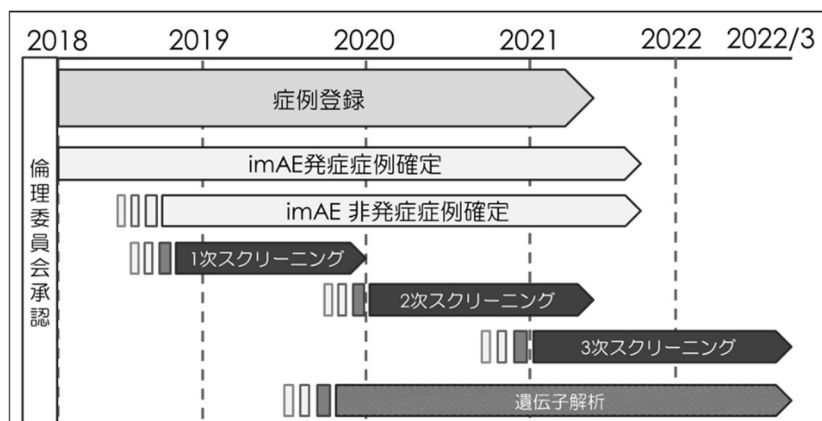 2018 2019 2020 2021 2022 2022/3
倫理委員会承認
症例登録
imAE発症症例確定
imAE 非発症症例確定
1次スクリーニング
2次スクリーニング
3次スクリーニング
遺伝子解析